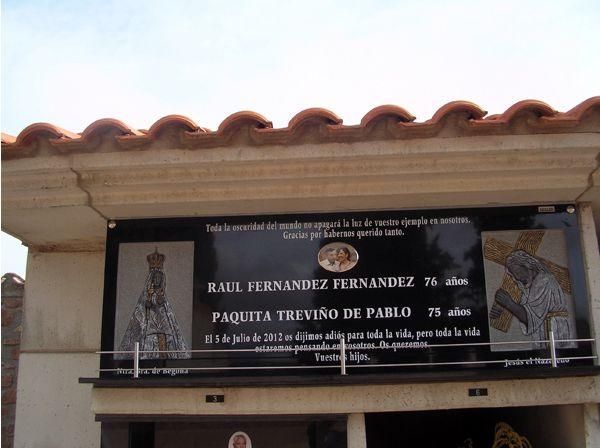 Toda la oscuridad del mundo no apagará la luz de vuestro ejemplo en nosotros.
Gracias por habernos querido tanto.
RAUL FERNANDEZ FERNANDEZ 76 años
PAQUITA TREVIÑO DE PABLO 75 años
El 5 de Julio de 2012 os dijimos adiós para toda la vida, pero toda la vida
estaremos pensando en vosotros. Os queremos.
Vuestros hijos.
Ntra. Sra. de Begoña
Jesús el Nazareno
3
6